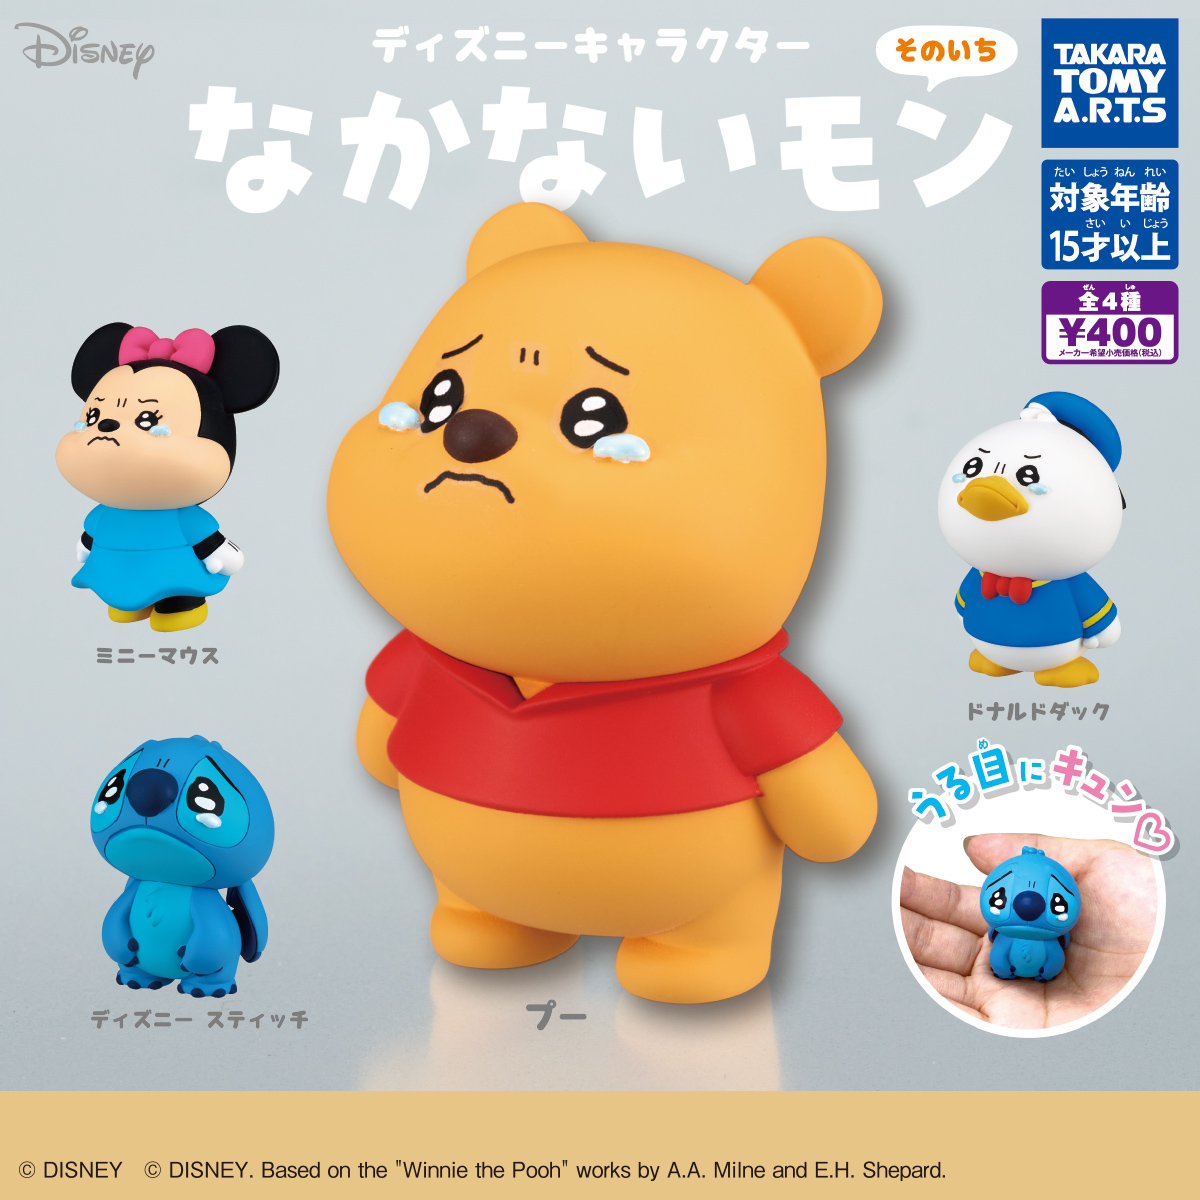 Disney
ディズニーキャラクター
そのいち
なかないモン
TAKARA
TOMY
A.R.T.S
たいしょうねんれい
対象年齢
さいいじょう
15才以上
ぜんしゅ
全4種
¥400
メーカー希望小売価格(税込)
ミニーマウス
ドナルドダック
め
うる目にキュン♡
ディズニー スティッチ
プー
© DISNEY © DISNEY. Based on the "Winnie the Pooh" works by A.A. Milne and E.H. Shepard.